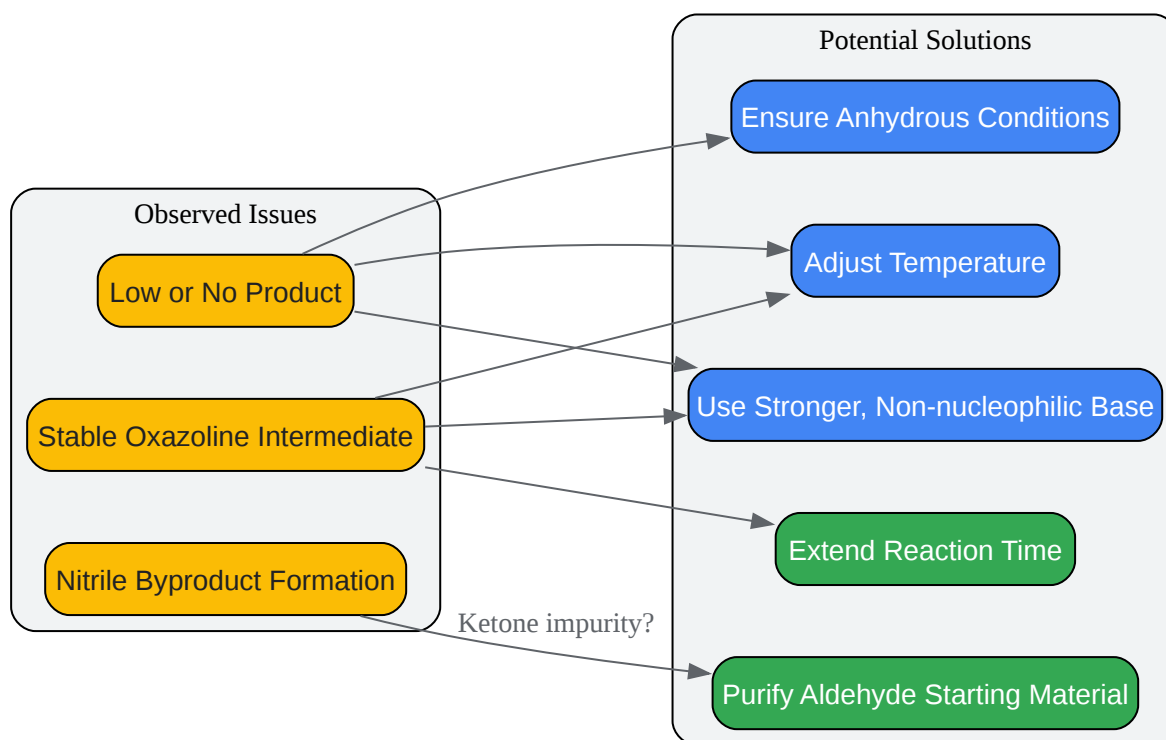 Observed Issues
Low or No Product
Stable Oxazoline Intermediate
Nitrile Byproduct Formation
Ketone impurity?
Potential Solutions
Ensure Anhydrous Conditions
Adjust Temperature
Use Stronger, Non-nucleophilic Base
Extend Reaction Time
Purify Aldehyde Starting Material